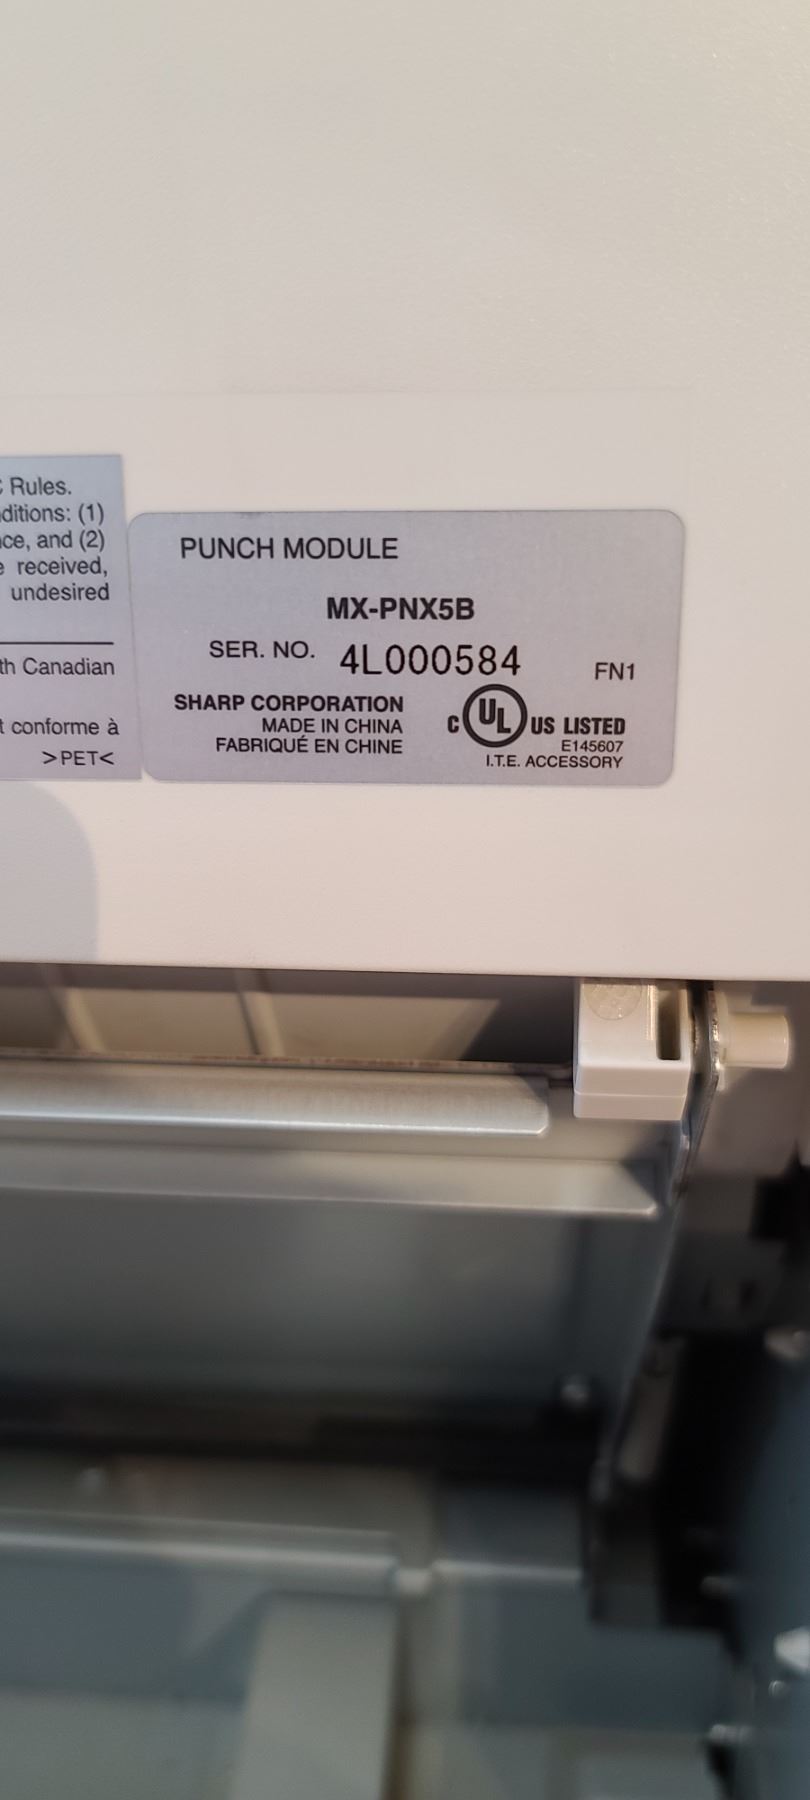 Rules.
ditions: (1)
ce, and (2)
received,
undesired
th Canadian
t conforme à
>PET<
PUNCH MODULE
MX-PNX5B
SER. NO. 4L000584
FN1
SHARP CORPORATION
MADE IN CHINA
FABRIQUÉ EN CHINE
C UL US LISTED
E145607
I.T.E. ACCESSORY